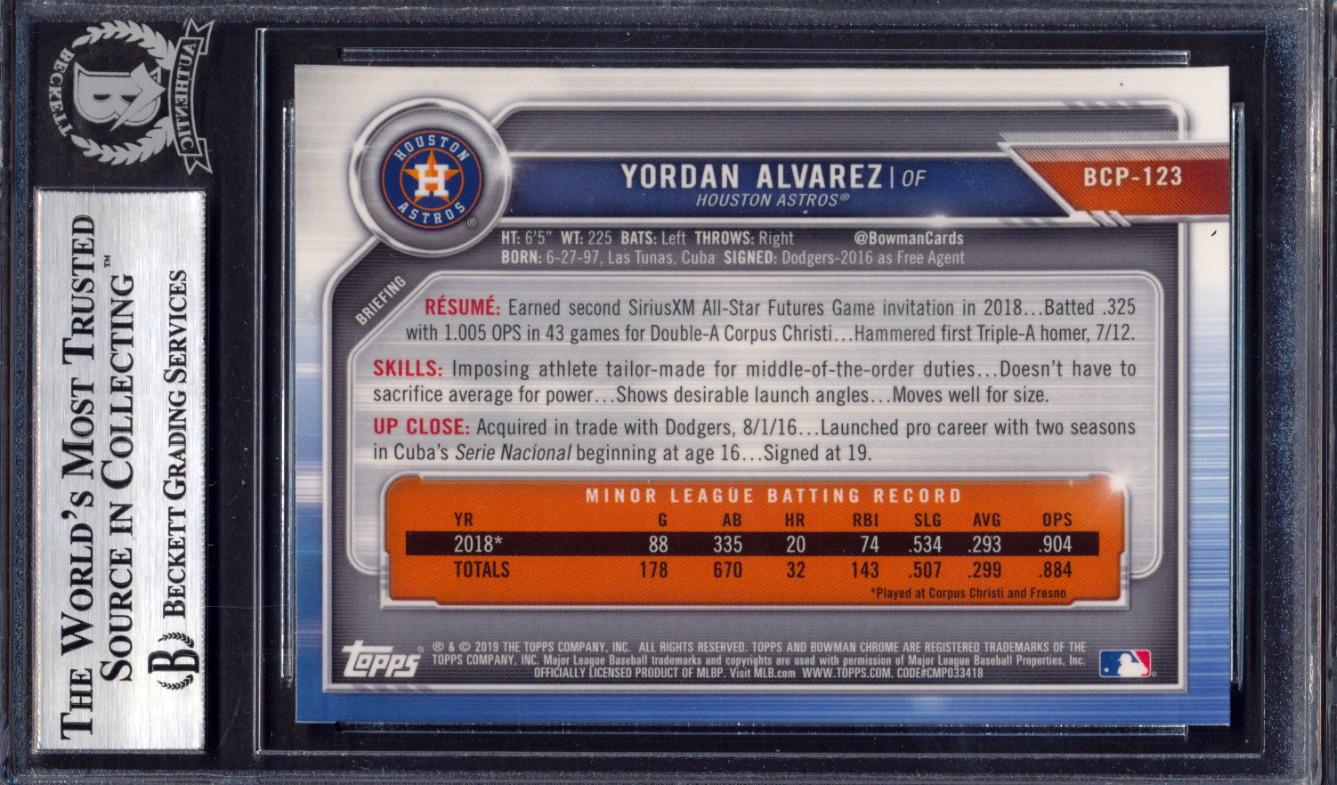 BECKETT
AUTHENTIC
B
THE WORLD'S MOST TRUSTED
SOURCE IN COLLECTING™
B BECKETT GRADING SERVICES
HOUSTON
H
ASTROS®
YORDAN ALVAREZ | OF
HOUSTON ASTROS®
BCP-123
HT: 6'5" WT: 225 BATS: Left THROWS: Right @BowmanCards
BORN: 6-27-97, Las Tunas, Cuba SIGNED: Dodgers-2016 as Free Agent
BRIEFING
RÉSUMÉ: Earned second SiriusXM All-Star Futures Game invitation in 2018...Batted .325
with 1.005 OPS in 43 games for Double-A Corpus Christi...Hammered first Triple-A homer, 7/12.
SKILLS: Imposing athlete tailor-made for middle-of-the-order duties...Doesn't have to
sacrifice average for power...Shows desirable launch angles...Moves well for size.
UP CLOSE: Acquired in trade with Dodgers, 8/1/16...Launched pro career with two seasons
in Cuba's Serie Nacional beginning at age 16...Signed at 19.
MINOR LEAGUE BATTING RECORD
YR G AB HR RBI SLG AVG OPS
2018* 88 335 20 74 .534 .293 .904
TOTALS 178 670 32 143 .507 .299 .884
*Played at Corpus Christi and Fresno
topps®
® & © 2019 THE TOPPS COMPANY, INC. ALL RIGHTS RESERVED. TOPPS AND BOWMAN CHROME ARE REGISTERED TRADEMARKS OF THE
TOPPS COMPANY, INC. Major League Baseball trademarks and copyrights are used with permission of Major League Baseball Properties, Inc.
OFFICIALLY LICENSED PRODUCT OF MLBP. Visit MLB.com WWW.TOPPS.COM. CODE#CMP033418